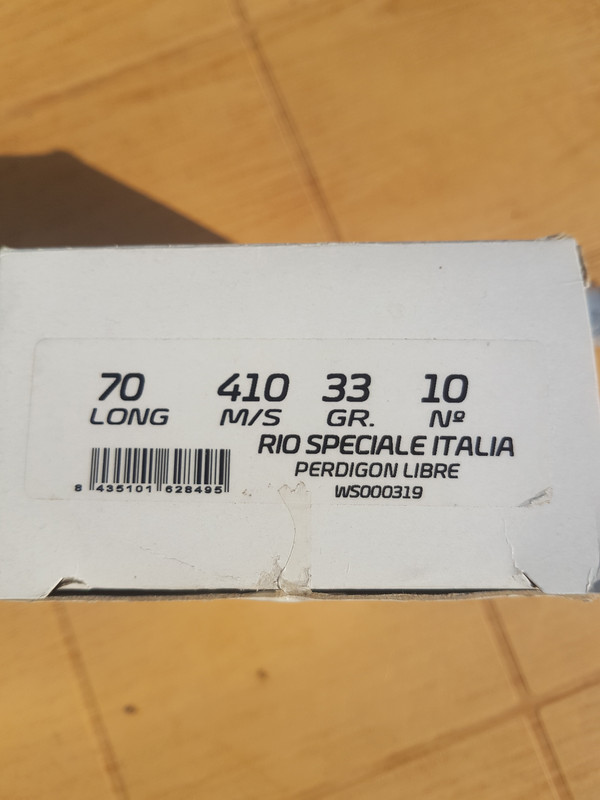 70 410 33 10
LONG M/S GR. Nº
RIO SPECIALE ITALIA
PERDIGON LIBRE
WS000319
8 435101 628495